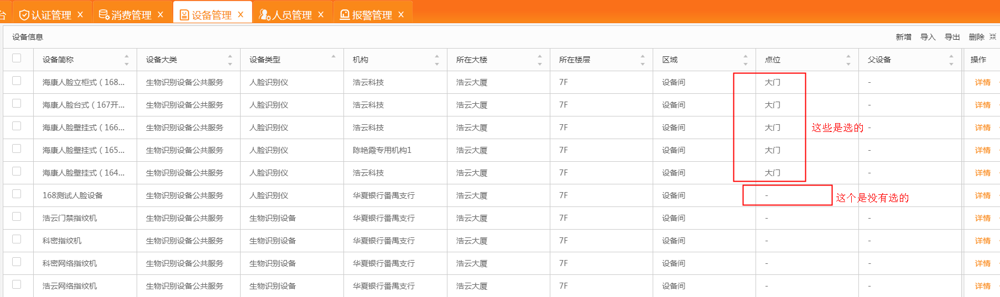 台 认证管理 x 消费管理 x 设备管理 x 人员管理 x 报警管理 x
设备信息 新增 导入 导出 删除
设备简称 设备大类 设备类型 机构 所在大楼 所在楼层 区域 点位 父设备 操作
海康人脸立柜式（168... 生物识别设备公共服务 人脸识别仪 浩云科技 浩云大厦 7F 设备间 大门 - 详情
海康人脸台式（167开... 生物识别设备公共服务 人脸识别仪 浩云科技 浩云大厦 7F 设备间 大门 - 详情
海康人脸壁挂式（166... 生物识别设备公共服务 人脸识别仪 浩云科技 浩云大厦 7F 设备间 大门 这些是选的 - 详情
海康人脸壁挂式（165... 生物识别设备公共服务 人脸识别仪 陈艳霞专用机构1 浩云大厦 7F 设备间 大门 - 详情
海康人脸壁挂式（164... 生物识别设备公共服务 人脸识别仪 浩云科技 浩云大厦 7F 设备间 大门 - 详情
168测试人脸设备 生物识别设备公共服务 人脸识别仪 华夏银行番禺支行 浩云大厦 7F 设备间 - 这个是没有选的 详情
浩云门禁指纹机 生物识别设备公共服务 生物识别设备 华夏银行番禺支行 浩云大厦 7F 设备间 - - 详情
科密指纹机 生物识别设备公共服务 生物识别设备 华夏银行番禺支行 浩云大厦 7F 设备间 - - 详情
科密网络指纹机 生物识别设备公共服务 生物识别设备 华夏银行番禺支行 浩云大厦 7F 设备间 - - 详情
浩云网络指纹机 生物识别设备公共服务 生物识别设备 华夏银行番禺支行 浩云大厦 7F 设备间 - - 详情